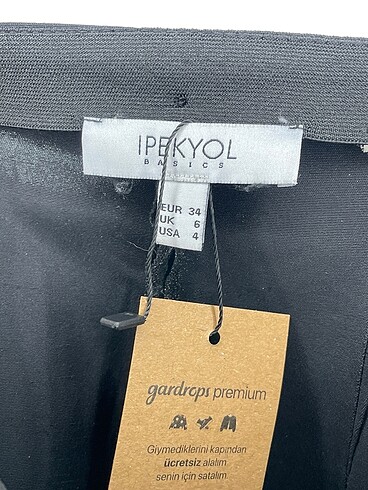 IPEKYOL
BASICS
EUR 34
UK 6
USA 4
gardrops premium
Giymediklerini kapından
ücretsiz alalım
senin için satalım.